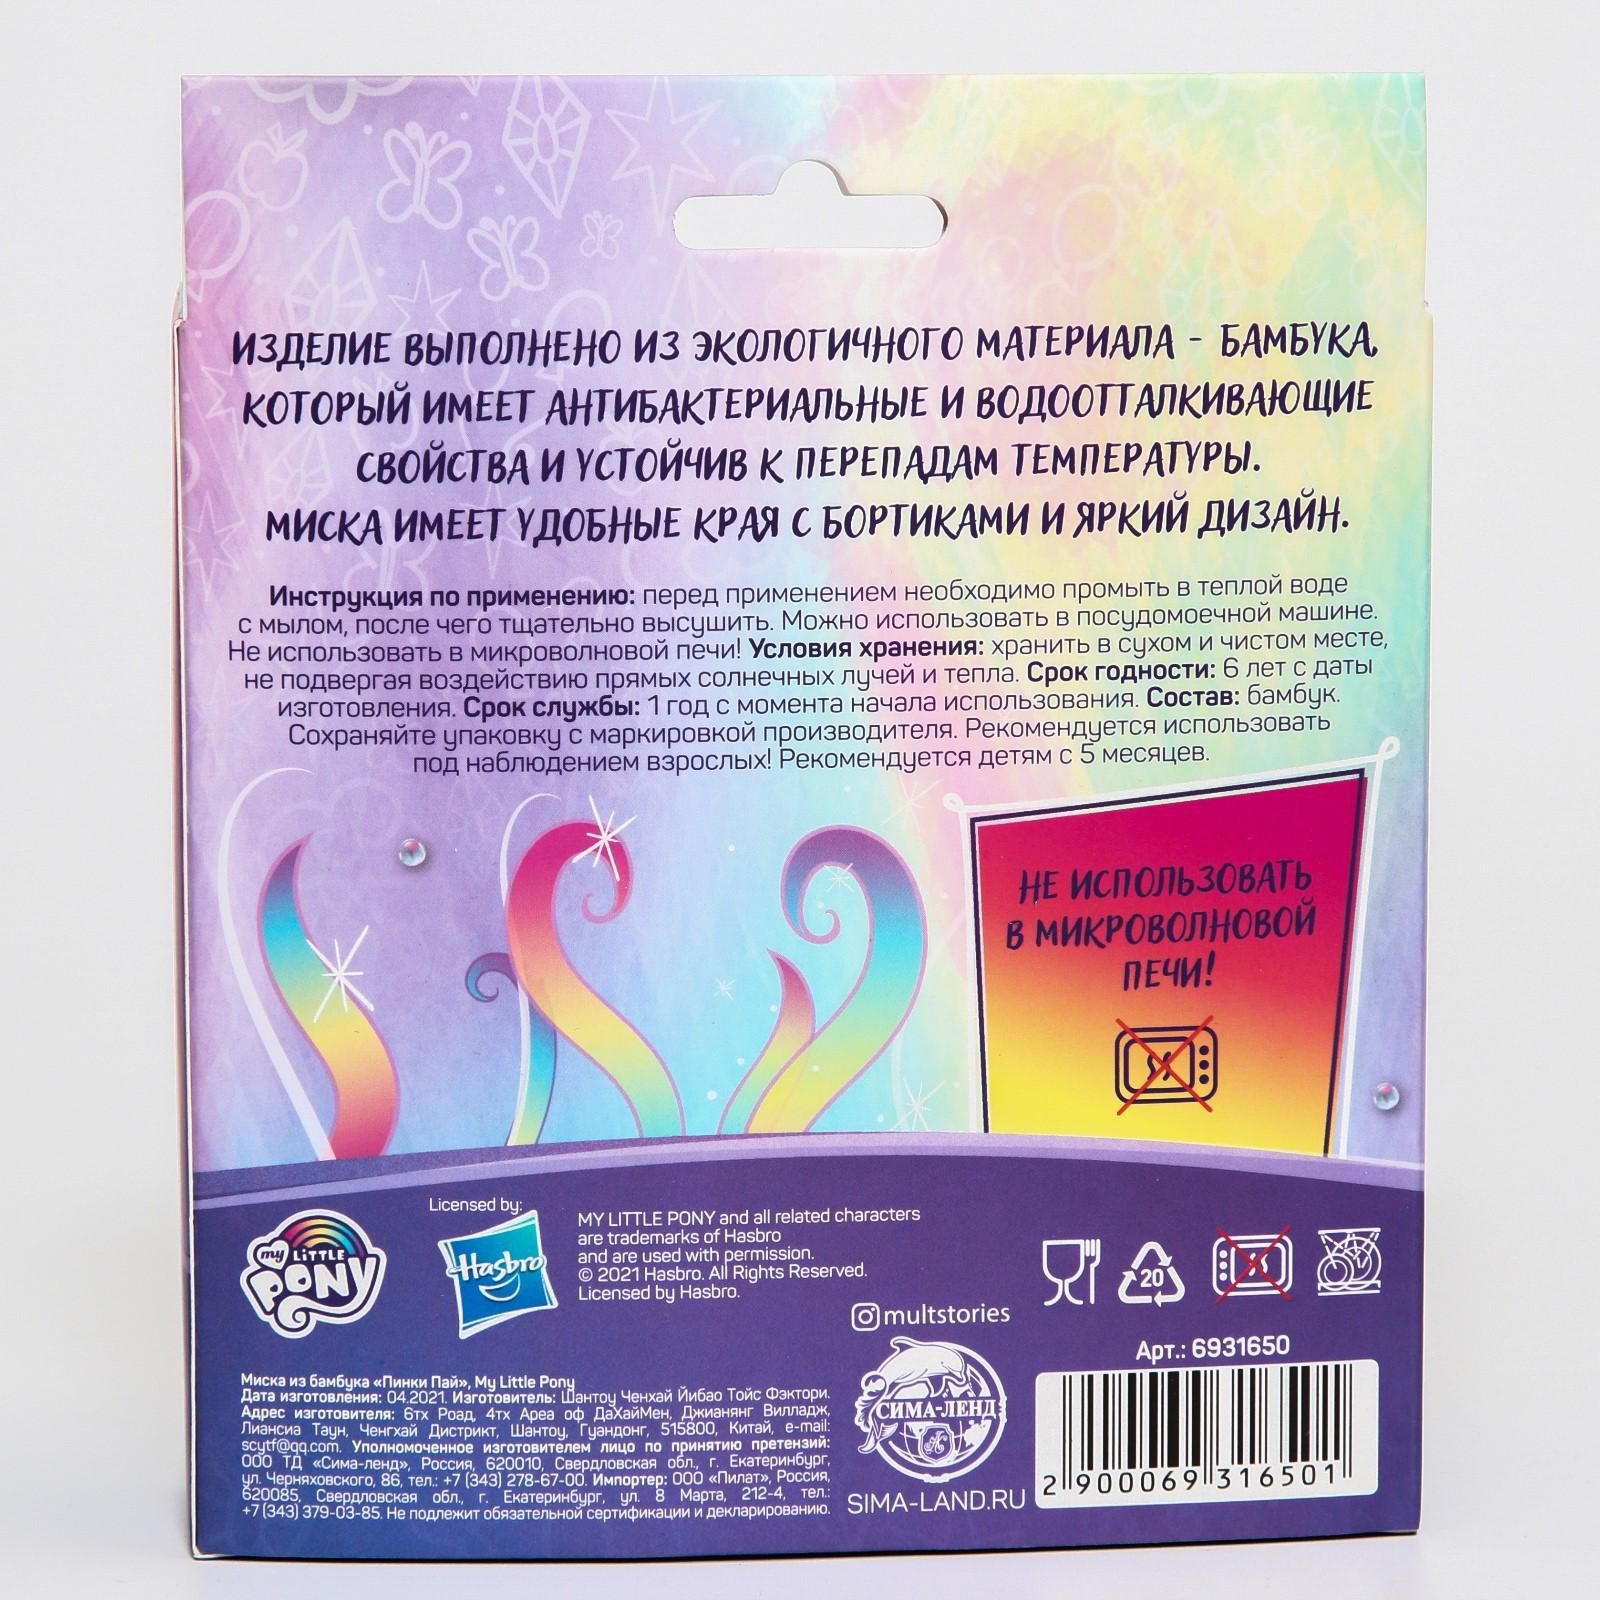 ИЗДЕЛИЕ ВЫПОЛНЕНО ИЗ ЭКОЛОГИЧНОГО МАТЕРИАЛА - БАМБУКА,
КОТОРЫЙ ИМЕЕТ АНТИБАКТЕРИАЛЬНЫЕ И ВОДООТТАЛКИВАЮЩИЕ
СВОЙСТВА И УСТОЙЧИВ К ПЕРЕПАДАМ ТЕМПЕРАТУРЫ.
МИСКА ИМЕЕТ УДОБНЫЕ КРАЯ С БОРТИКАМИ И ЯРКИЙ ДИЗАЙН.
Инструкция по применению: перед применением необходимо промыть в теплой воде
с мылом, после чего тщательно высушить. Можно использовать в посудомоечной машине.
Не использовать в микроволновой печи! Условия хранения: хранить в сухом и чистом месте,
не подвергая воздействию прямых солнечных лучей и тепла. Срок годности: 6 лет с даты
изготовления. Срок службы: 1 год с момента начала использования. Состав: бамбук.
Сохраняйте упаковку с маркировкой производителя. Рекомендуется использовать
под наблюдением взрослых! Рекомендуется детям с 5 месяцев.
НЕ ИСПОЛЬЗОВАТЬ
В МИКРОВОЛНОВОЙ
ПЕЧИ!
Licensed by:
my LiTTLE
PONY
Hasbro
MY LITTLE PONY and all related characters
are trademarks of Hasbro
and are used with permission.
© 2021 Hasbro. All Rights Reserved.
Licensed by Hasbro.
20
multstories
Арт.: 6931650
Миска из бамбука «Пинки Пай», My Little Pony
Дата изготовления: 04.2021. Изготовитель: Шантоу Ченхай Йибао Тойс Фэктори.
Адрес изготовителя: 6тх Роад, 4тх Ареа оф ДаХайМен, Джианянг Вилладж,
Лиансиа Таун, Ченгхай Дистрикт, Шантоу, Гуандонг, 515800, Китай, e-mail:
scytf@qq.com. Уполномоченное изготовителем лицо по принятию претензий:
ООО ТД «Сима-ленд», Россия, 620010, Свердловская обл., г. Екатеринбург,
ул. Черняховского, 86, тел.: +7 (343) 278-67-00. Импортер: ООО «Пилат», Россия,
620085, Свердловская обл., г. Екатеринбург, ул. 8 Марта, 212-4, тел.:
+7 (343) 379-03-85. Не подлежит обязательной сертификации и декларированию.
СИМА-ЛЕНД
SIMA-LAND.RU
2 900069 316501